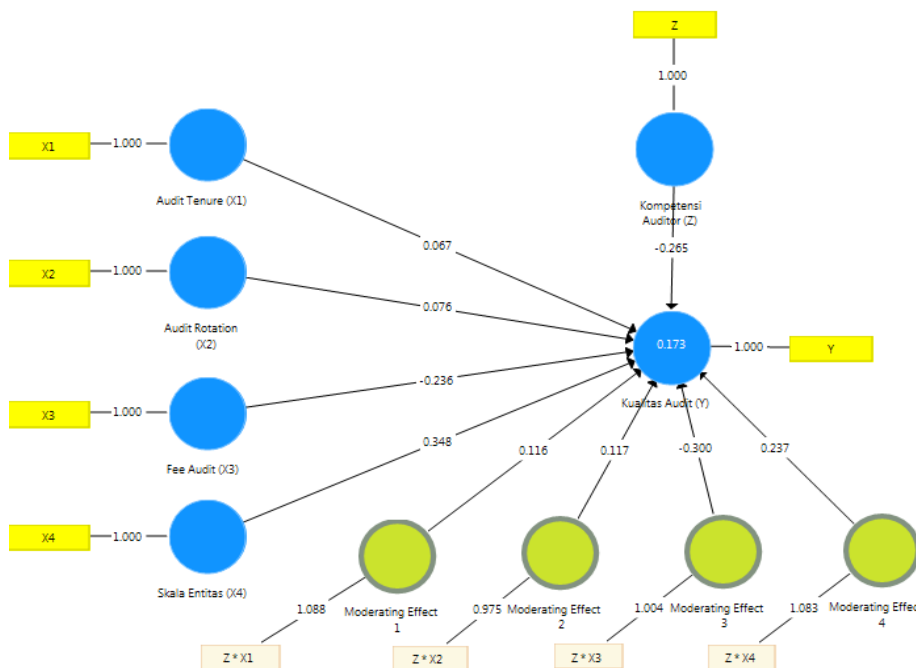 Z
1.000
X1
1.000
Audit Tenure (X1)
Kompetensi
Auditor (Z)
0.067
-0.265
X2
1.000
Audit Rotation
(X2)
0.076
0.173
1.000
Y
Kualitas Audit (Y)
X3
1.000
Fee Audit (X3)
-0.236
0.348
0.116
0.117
-0.300
0.237
X4
1.000
Skala Entitas (X4)
1.088
Moderating Effect
1
0.975
Moderating Effect
2
1.004
Moderating Effect
3
1.083
Moderating Effect
4
Z * X1
Z * X2
Z * X3
Z * X4